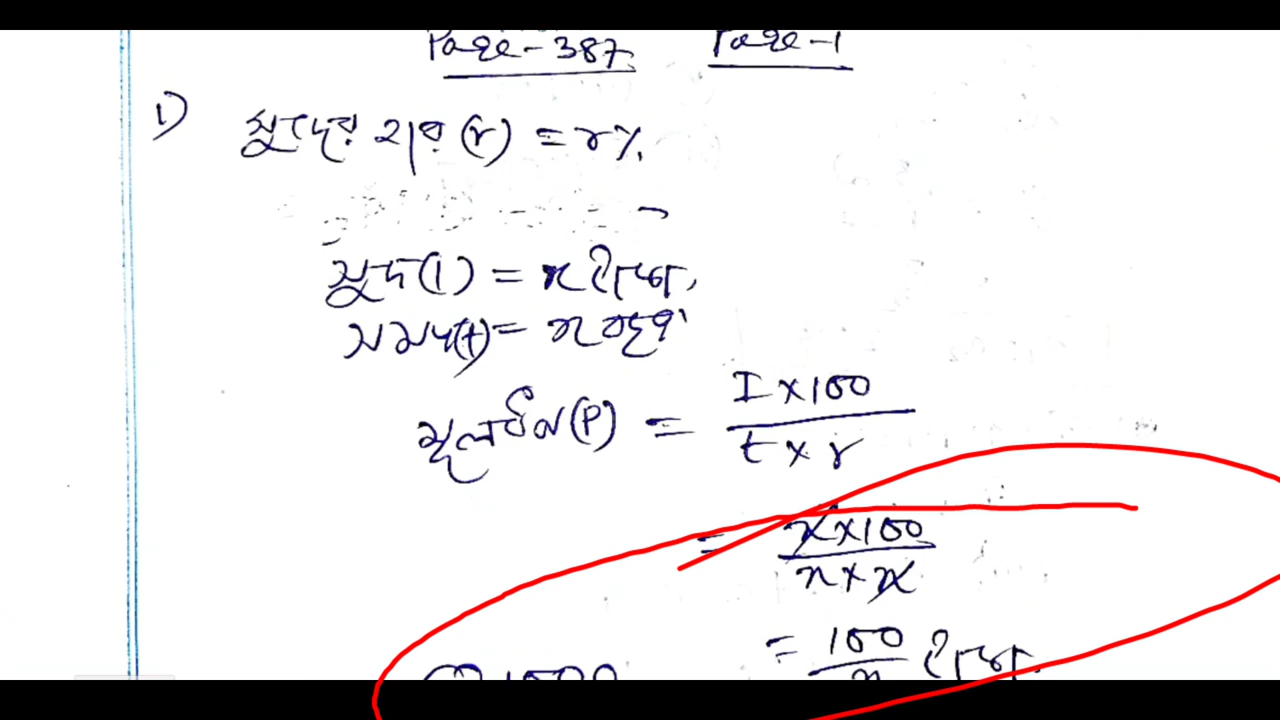 Page-387 Page-1
1) সুদের হার (r) = r%.
সুদ (I) = x টাকা,
সময়(t) = n বছর
মূলধন (P) = I × 100 / t × r
= x × 100 / n × x
= 100 / n টাকা.